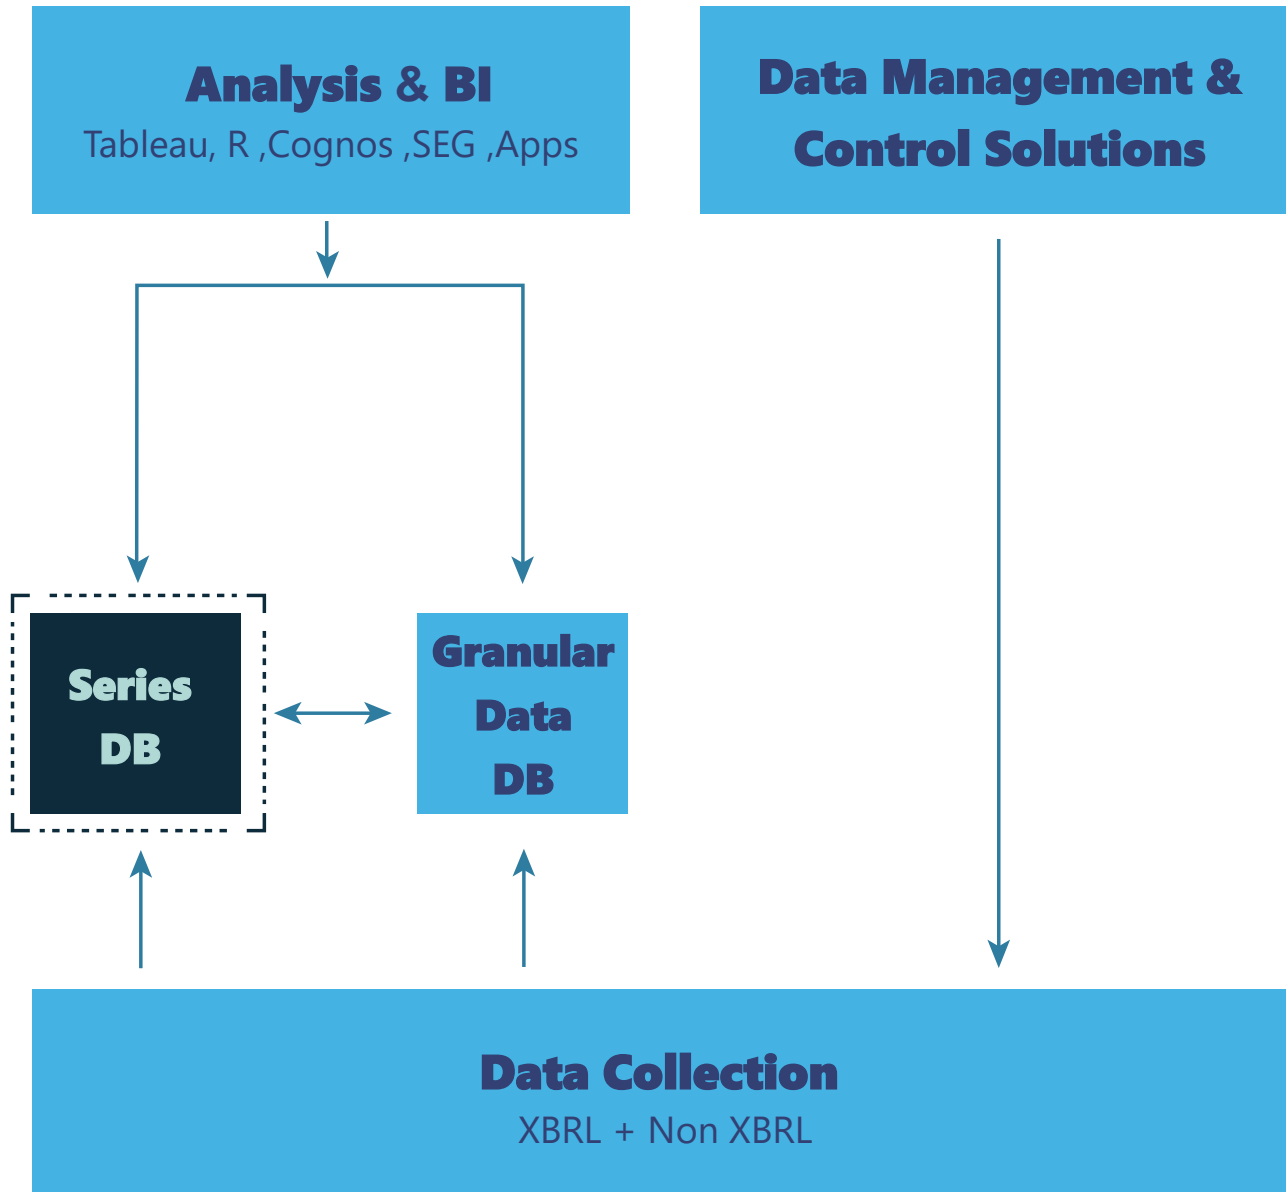 Analysis & BI
Tableau, R ,Cognos ,SEG ,Apps
Data Management &
Control Solutions
Series
DB
Granular
Data
DB
Data Collection
XBRL + Non XBRL